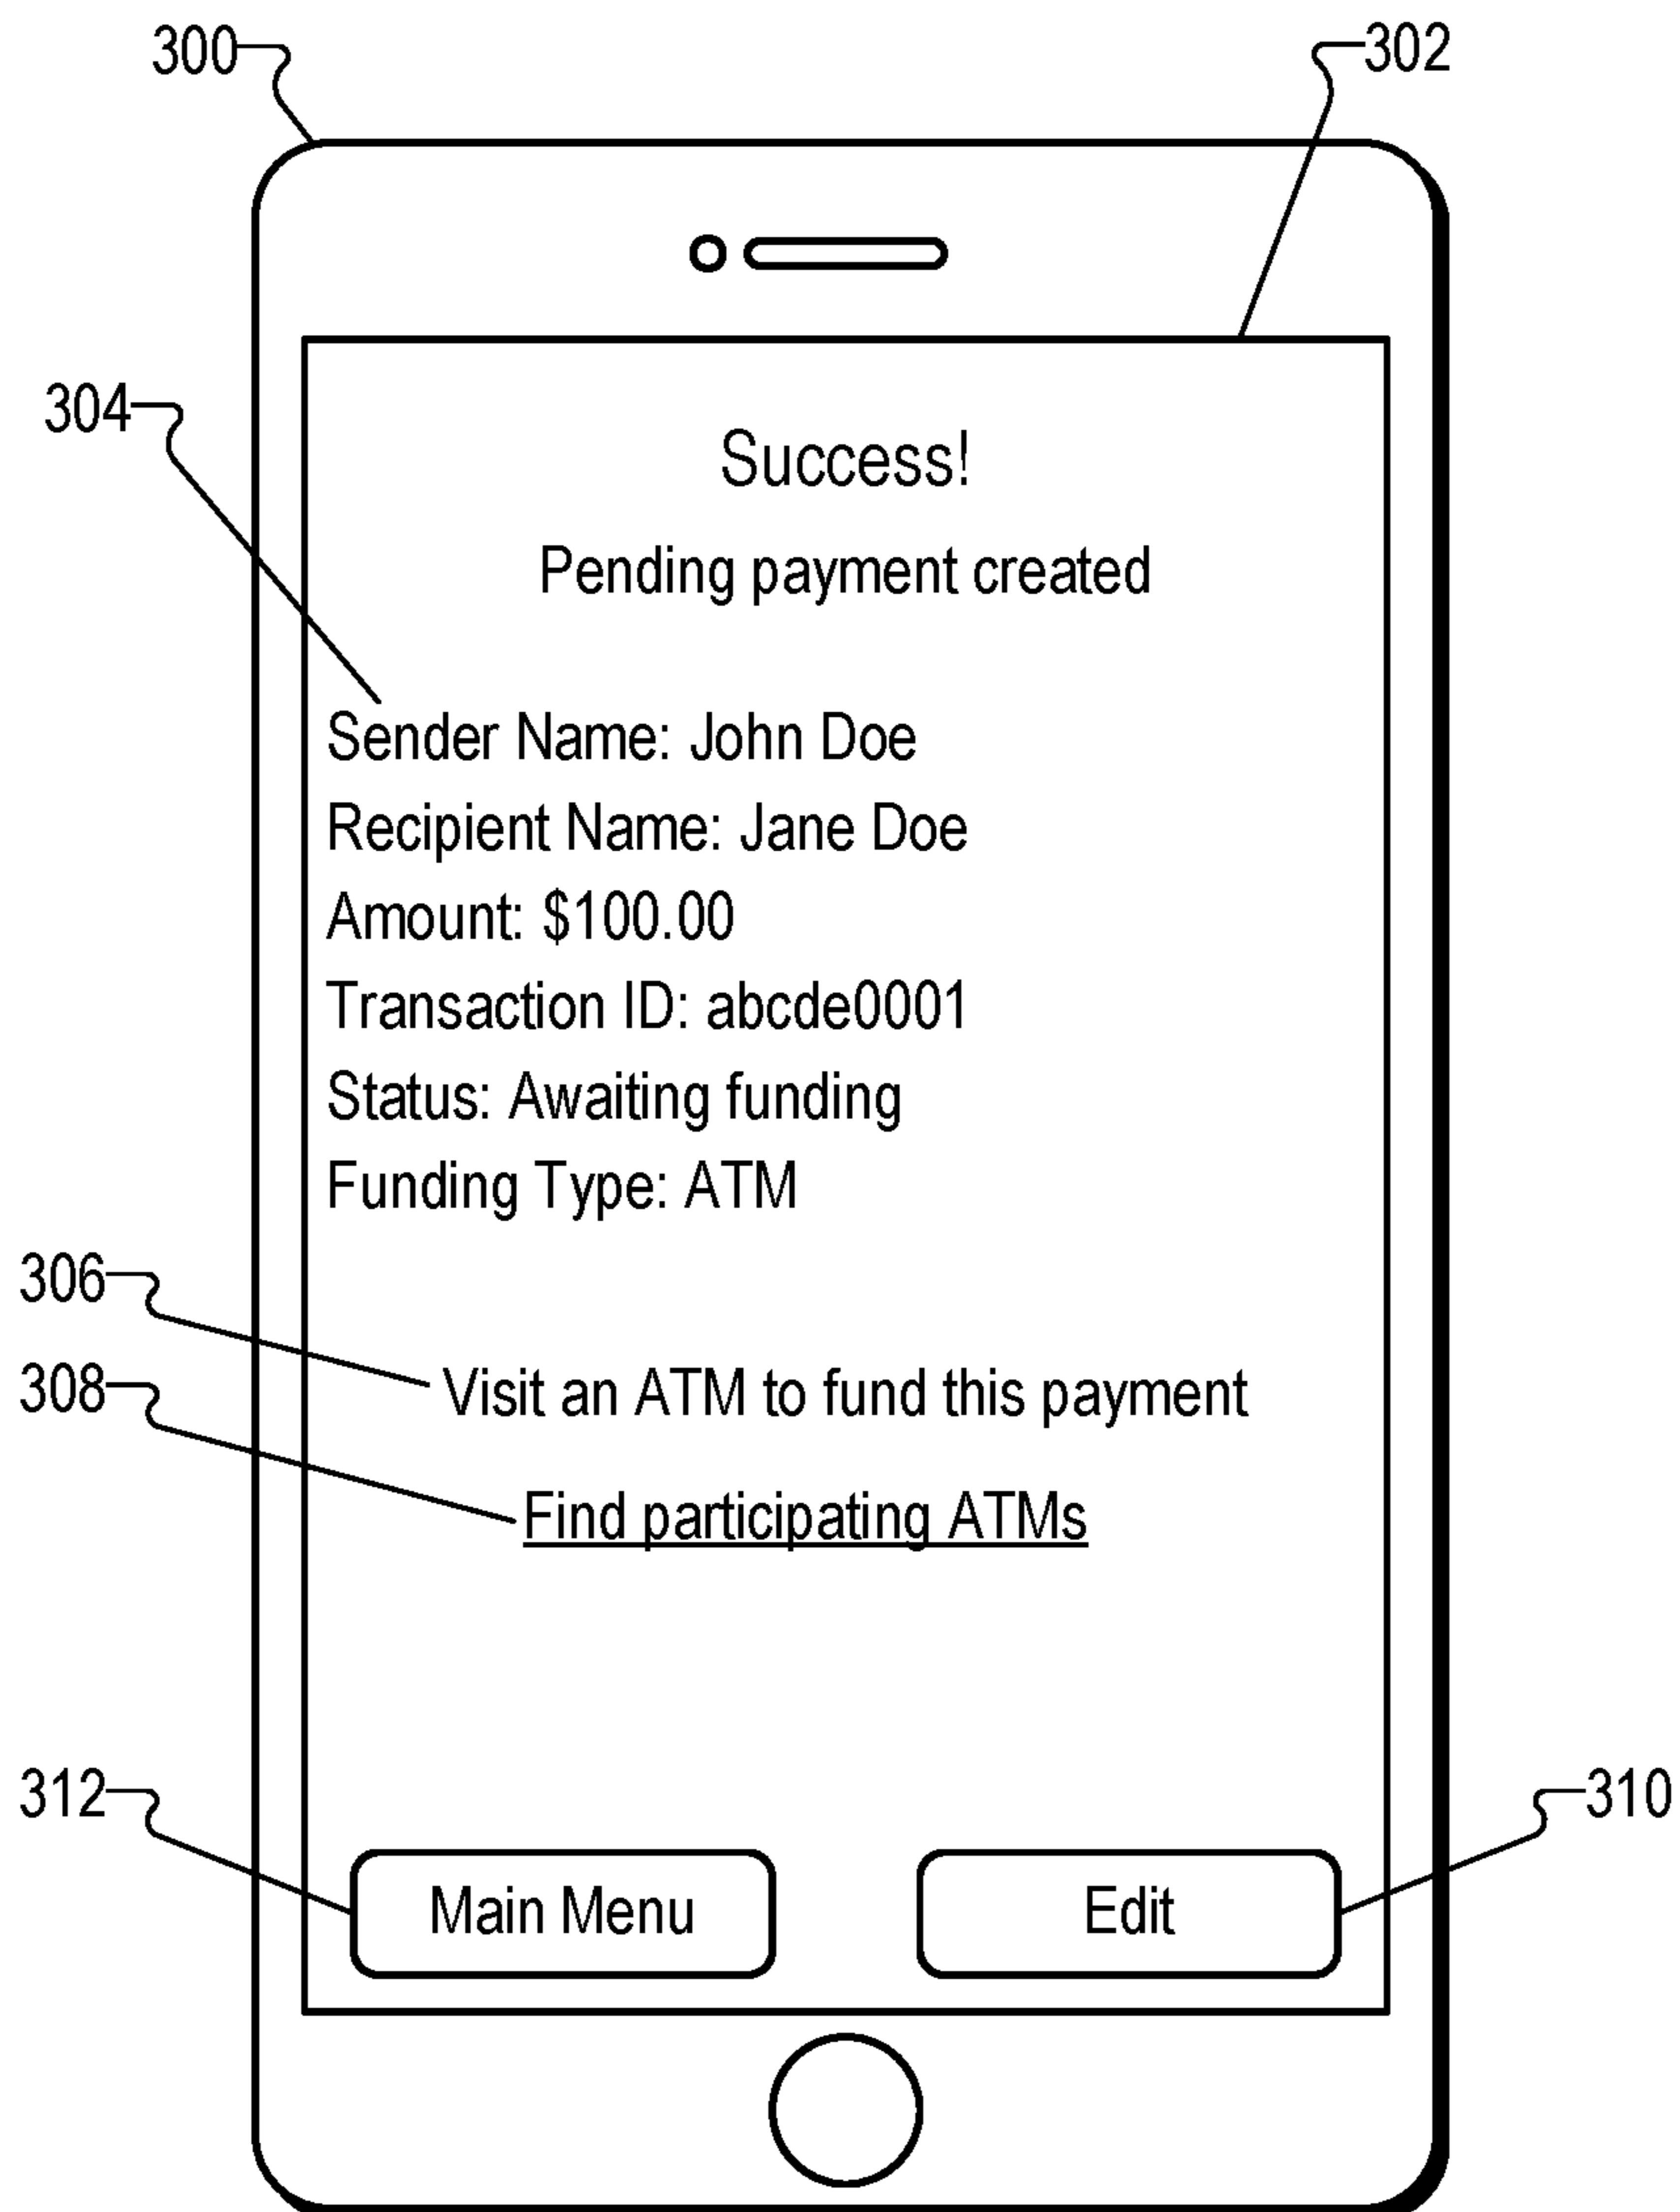 300
302
304
Success!
Pending payment created
Sender Name: John Doe
Recipient Name: Jane Doe
Amount: $100.00
Transaction ID: abcde0001
Status: Awaiting funding
Funding Type: ATM
306
Visit an ATM to fund this payment
308
Find participating ATMs
312
310
Main Menu
Edit